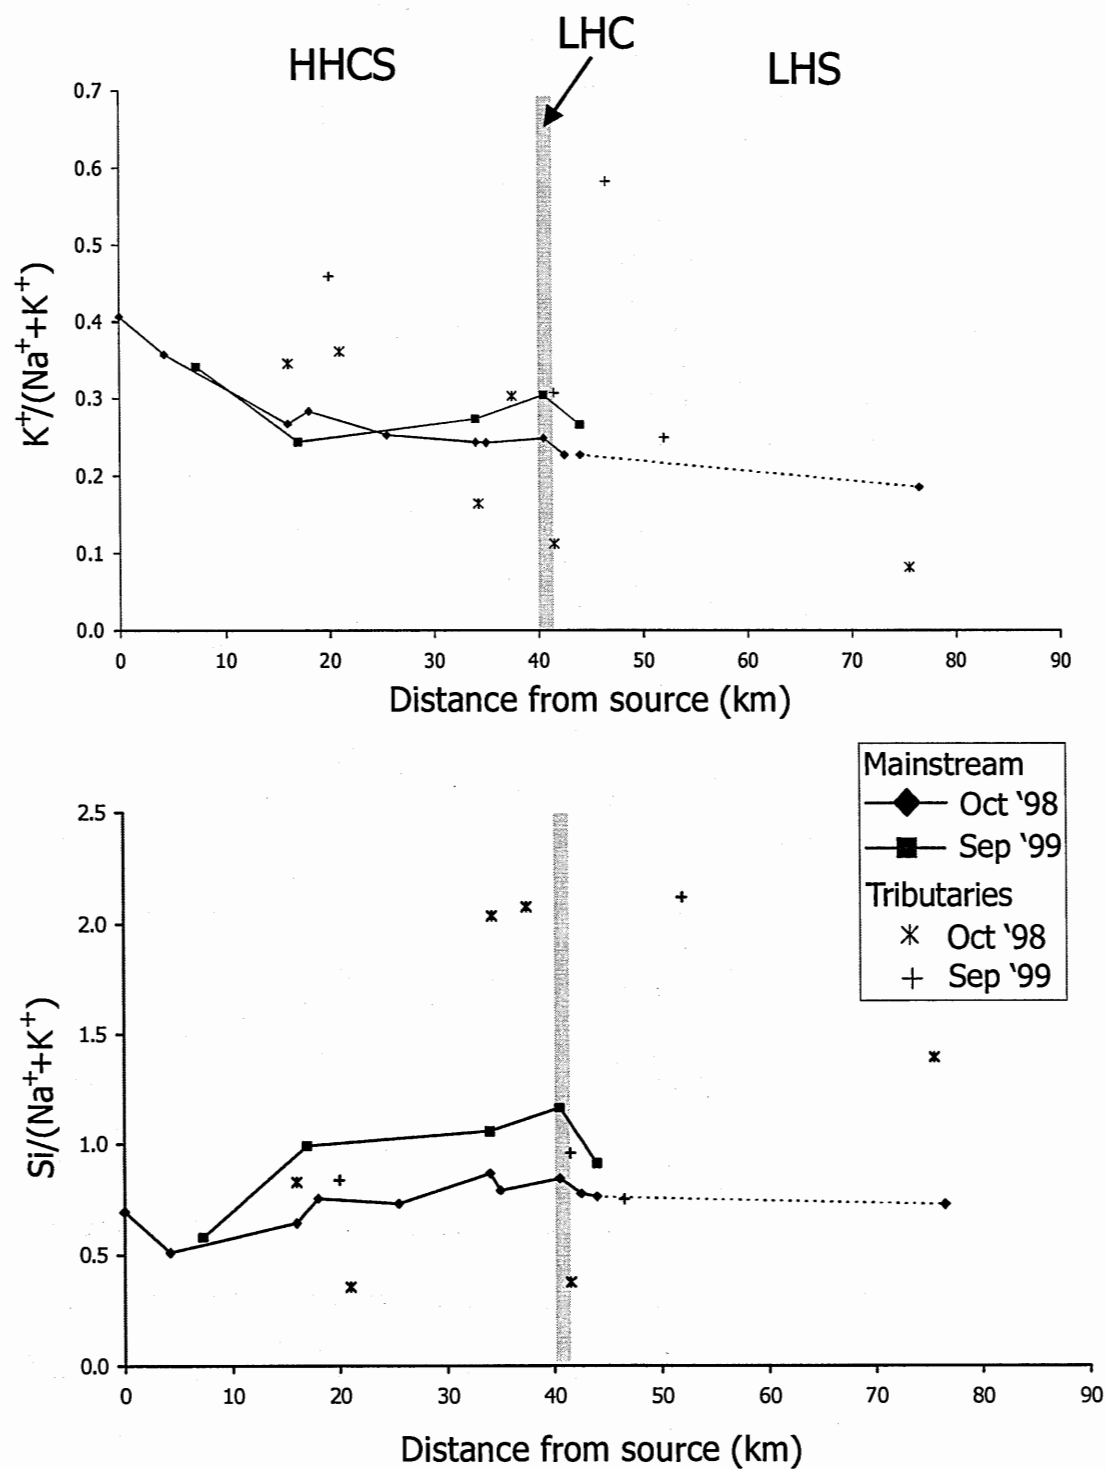 LHC
HHCS
LHS
0.7
0.6
0.5
0.4
0.3
0.2
0.1
0.0
K⁺/(Na⁺+K⁺)
0 10 20 30 40 50 60 70 80 90
Distance from source (km)
Mainstream
Oct ‘98
Sep ‘99
Tributaries
Oct ‘98
Sep ‘99
2.5
2.0
1.5
1.0
0.5
0.0
Si/(Na⁺+K⁺)
0 10 20 30 40 50 60 70 80 90
Distance from source (km)